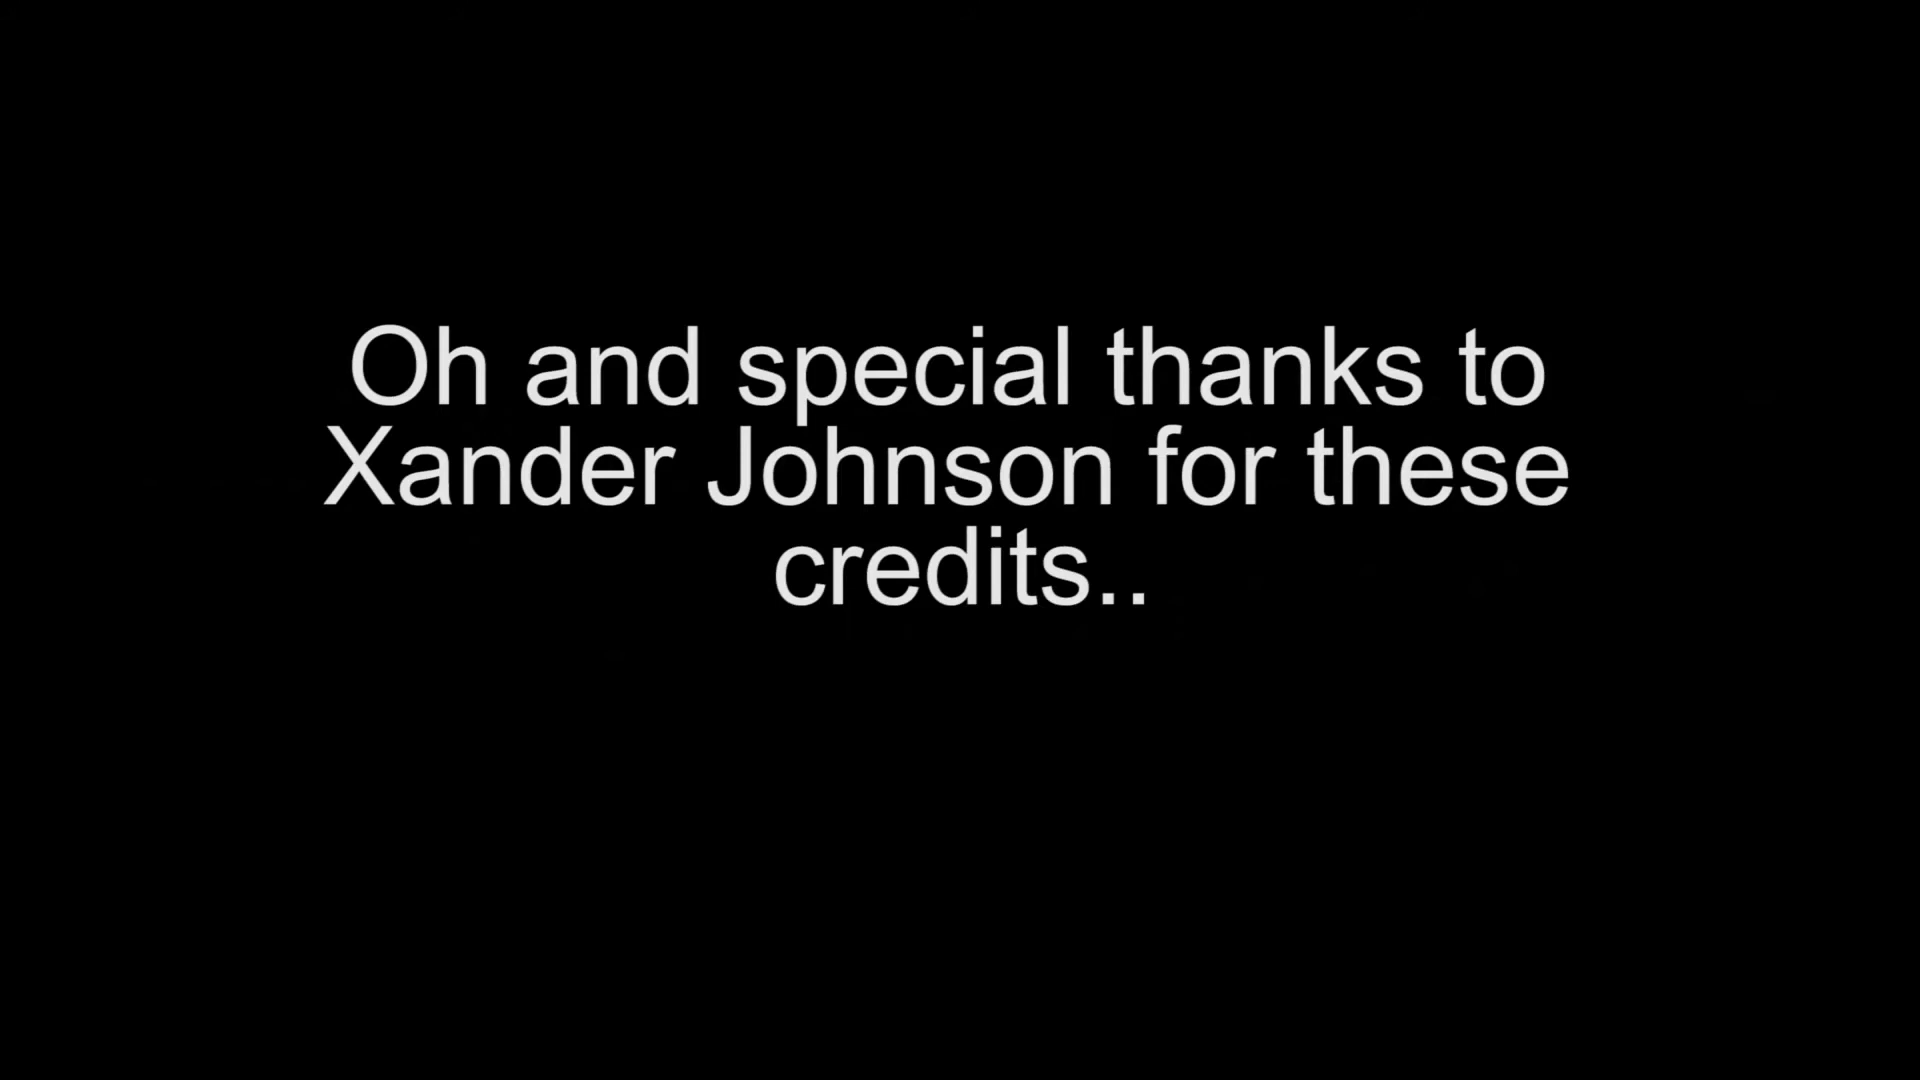 Oh and special thanks to
Xander Johnson for these
credits..